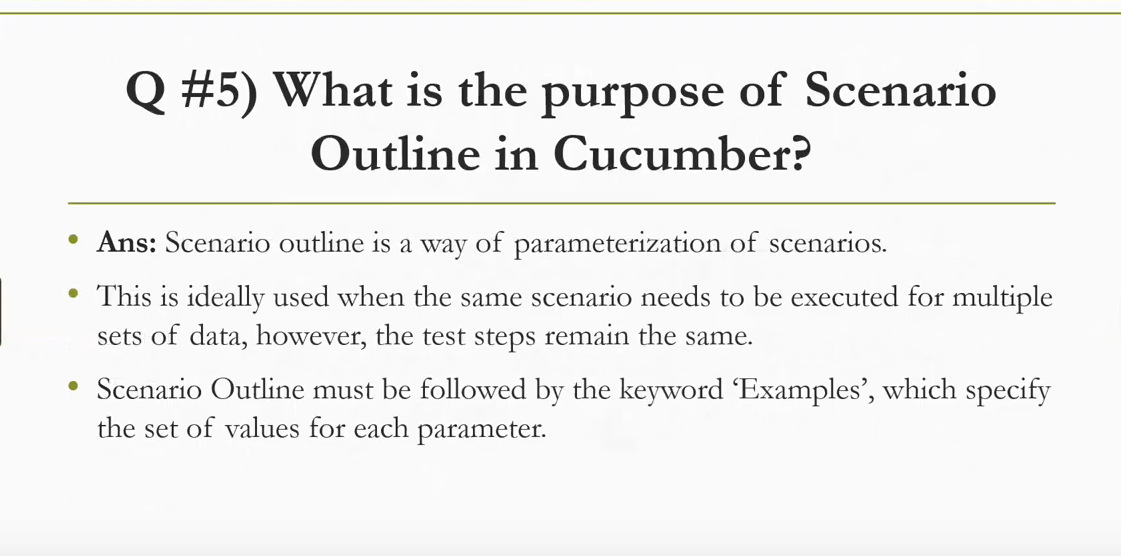 Q #5) What is the purpose of Scenario
Outline in Cucumber?
• Ans: Scenario outline is a way of parameterization of scenarios.
• This is ideally used when the same scenario needs to be executed for multiple
sets of data, however, the test steps remain the same.
• Scenario Outline must be followed by the keyword ‘Examples’, which specify
the set of values for each parameter.